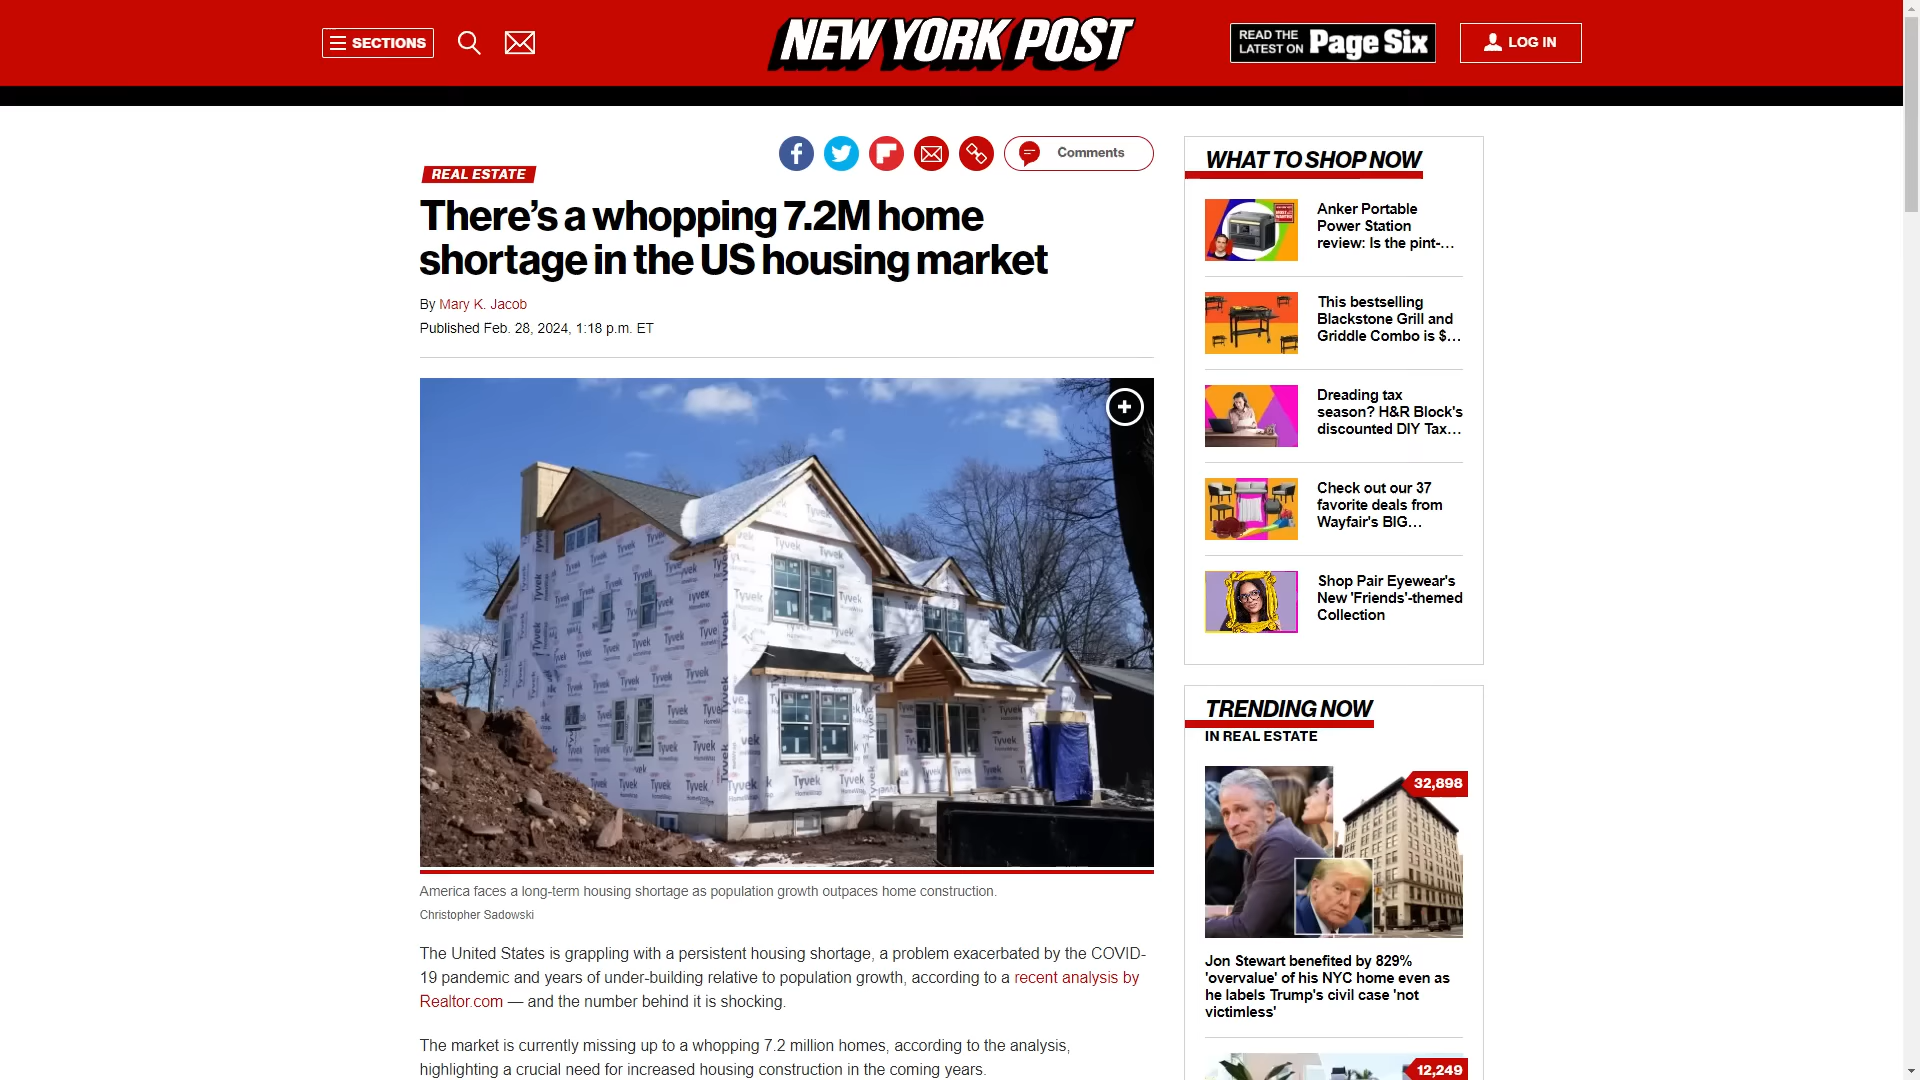 SECTIONS
NEW YORK POST
READ THE
LATEST ON
Page Six
LOG IN
Comments
REAL ESTATE
There’s a whopping 7.2M home
shortage in the US housing market
By Mary K. Jacob
Published Feb. 28, 2024, 1:18 p.m. ET
America faces a long-term housing shortage as population growth outpaces home construction.
Christopher Sadowski
The United States is grappling with a persistent housing shortage, a problem exacerbated by the COVID-
19 pandemic and years of under-building relative to population growth, according to a recent analysis by
Realtor.com — and the number behind it is shocking.
The market is currently missing up to a whopping 7.2 million homes, according to the analysis,
highlighting a crucial need for increased housing construction in the coming years.
WHAT TO SHOP NOW
Anker Portable
Power Station
review: Is the pint-...
This bestselling
Blackstone Grill and
Griddle Combo is $...
Dreading tax
season? H&R Block's
discounted DIY Tax...
Check out our 37
favorite deals from
Wayfair's BIG...
Shop Pair Eyewear's
New 'Friends'-themed
Collection
TRENDING NOW
IN REAL ESTATE
32,898
Jon Stewart benefited by 829%
'overvalue' of his NYC home even as
he labels Trump's civil case 'not
victimless'
12,249